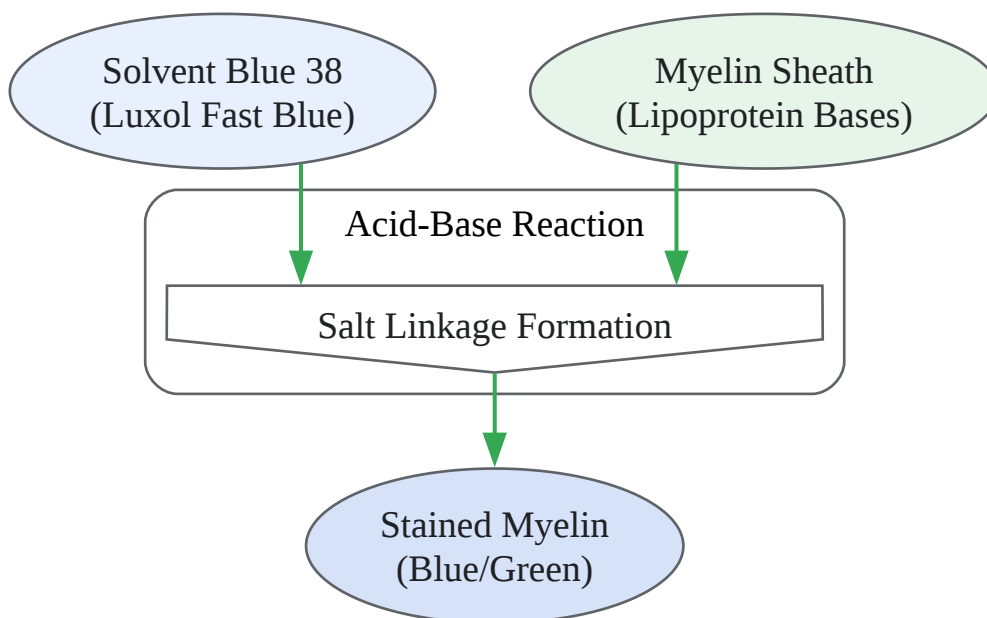 Solvent Blue 38
(Luxol Fast Blue)
Myelin Sheath
(Lipoprotein Bases)
Acid-Base Reaction
Salt Linkage Formation
Stained Myelin
(Blue/Green)